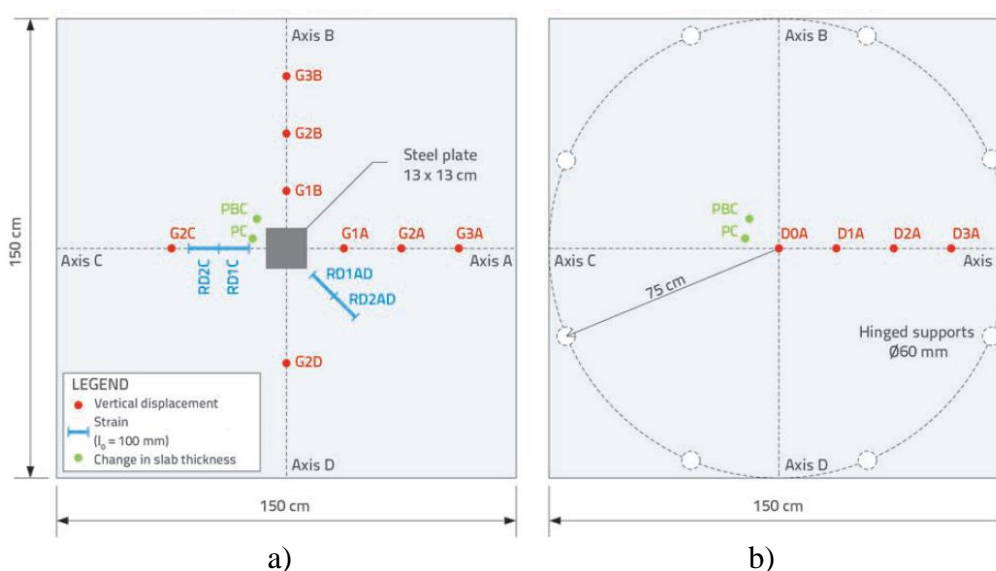 Axis B
G3B
G2B
Steel plate
13 x 13 cm
G1B
PBC
PC
G2C
G1A
G2A
G3A
Axis C
Axis A
RD2C
RD1C
RD1AD
RD2AD
G2D
150 cm
LEGEND
Vertical displacement
Strain
(l₀ = 100 mm)
Change in slab thickness
Axis D
150 cm
a)
Axis B
PBC
PC
D0A
D1A
D2A
D3A
Axis C
Axis
75 cm
Hinged supports
Ø60 mm
Axis D
150 cm
b)